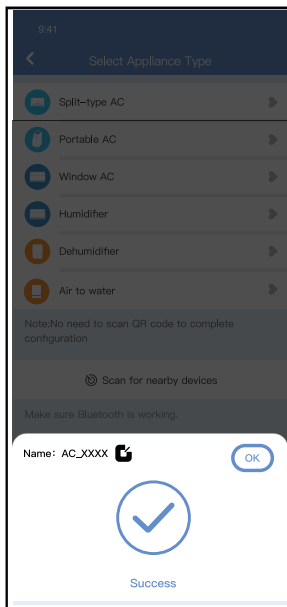 9:41
Select Appliance Type
Split-type AC
Portable AC
Window AC
Humidifier
Dehumidifier
Air to water
Note:No need to scan QR code to complete
configuration
Scan for nearby devices
Make sure Bluetooth is working.
Name: AC_XXXX
OK
Success